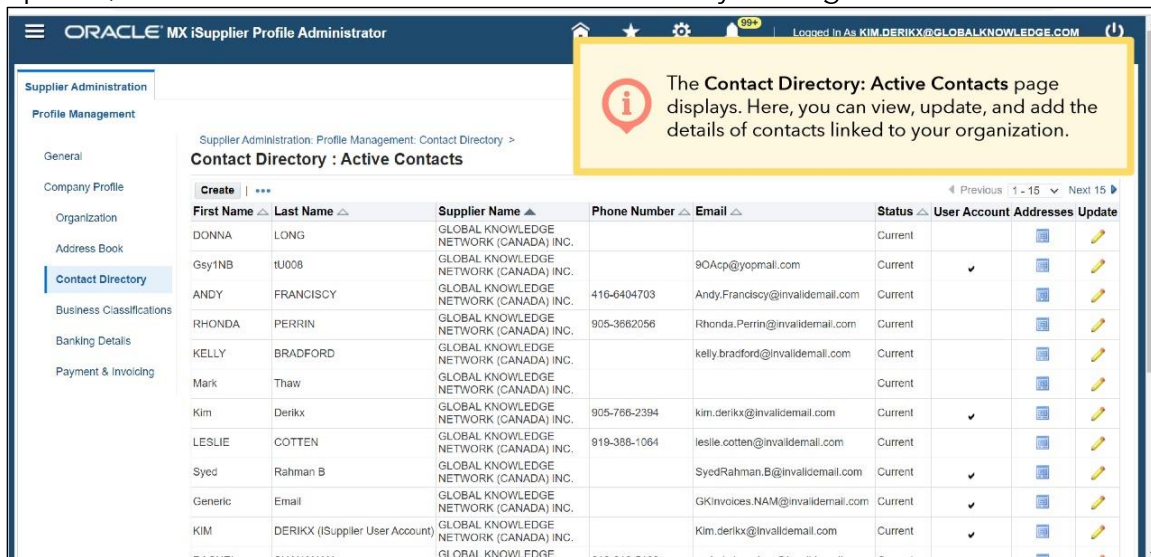 ORACLE MX iSupplier Profile Administrator
99+
Logged In As KIM.DERIKX@GLOBALKNOWLEDGE.COM
The Contact Directory: Active Contacts page
displays. Here, you can view, update, and add the
details of contacts linked to your organization.
Supplier Administration
Profile Management
General
Company Profile
Organization
Address Book
Contact Directory
Business Classifications
Banking Details
Payment & Invoicing
Supplier Administration: Profile Management: Contact Directory >
Contact Directory : Active Contacts
Create | ••• Previous 1 - 15 Next 15
First Name Last Name Supplier Name Phone Number Email Status User Account Addresses Update
DONNA LONG GLOBAL KNOWLEDGE Current
NETWORK (CANADA) INC.
Gsy1NB tU008 GLOBAL KNOWLEDGE 9OAcp@yopmail.com Current
NETWORK (CANADA) INC.
ANDY FRANCISCY GLOBAL KNOWLEDGE 416-6404703 Andy.Franciscy@invalidemail.com Current
NETWORK (CANADA) INC.
RHONDA PERRIN GLOBAL KNOWLEDGE 905-3662056 Rhonda.Perrin@invalidemail.com Current
NETWORK (CANADA) INC.
KELLY BRADFORD GLOBAL KNOWLEDGE kelly.bradford@invalidemail.com Current
NETWORK (CANADA) INC.
Mark Thaw GLOBAL KNOWLEDGE Current
NETWORK (CANADA) INC.
Kim Derikx GLOBAL KNOWLEDGE 905-766-2394 kim.derikx@invalidemail.com Current
NETWORK (CANADA) INC.
LESLIE COTTEN GLOBAL KNOWLEDGE 919-388-1064 leslie.cotten@invalidemail.com Current
NETWORK (CANADA) INC.
Syed Rahman B GLOBAL KNOWLEDGE SyedRahman.B@invalidemail.com Current
NETWORK (CANADA) INC.
Generic Email GLOBAL KNOWLEDGE GKInvoices.NAM@invalidemail.com Current
NETWORK (CANADA) INC.
KIM DERIKX (ISupplier User Account) GLOBAL KNOWLEDGE Kim.derikx@invalidemail.com Current
NETWORK (CANADA) INC.
GLOBAL KNOWLEDGE